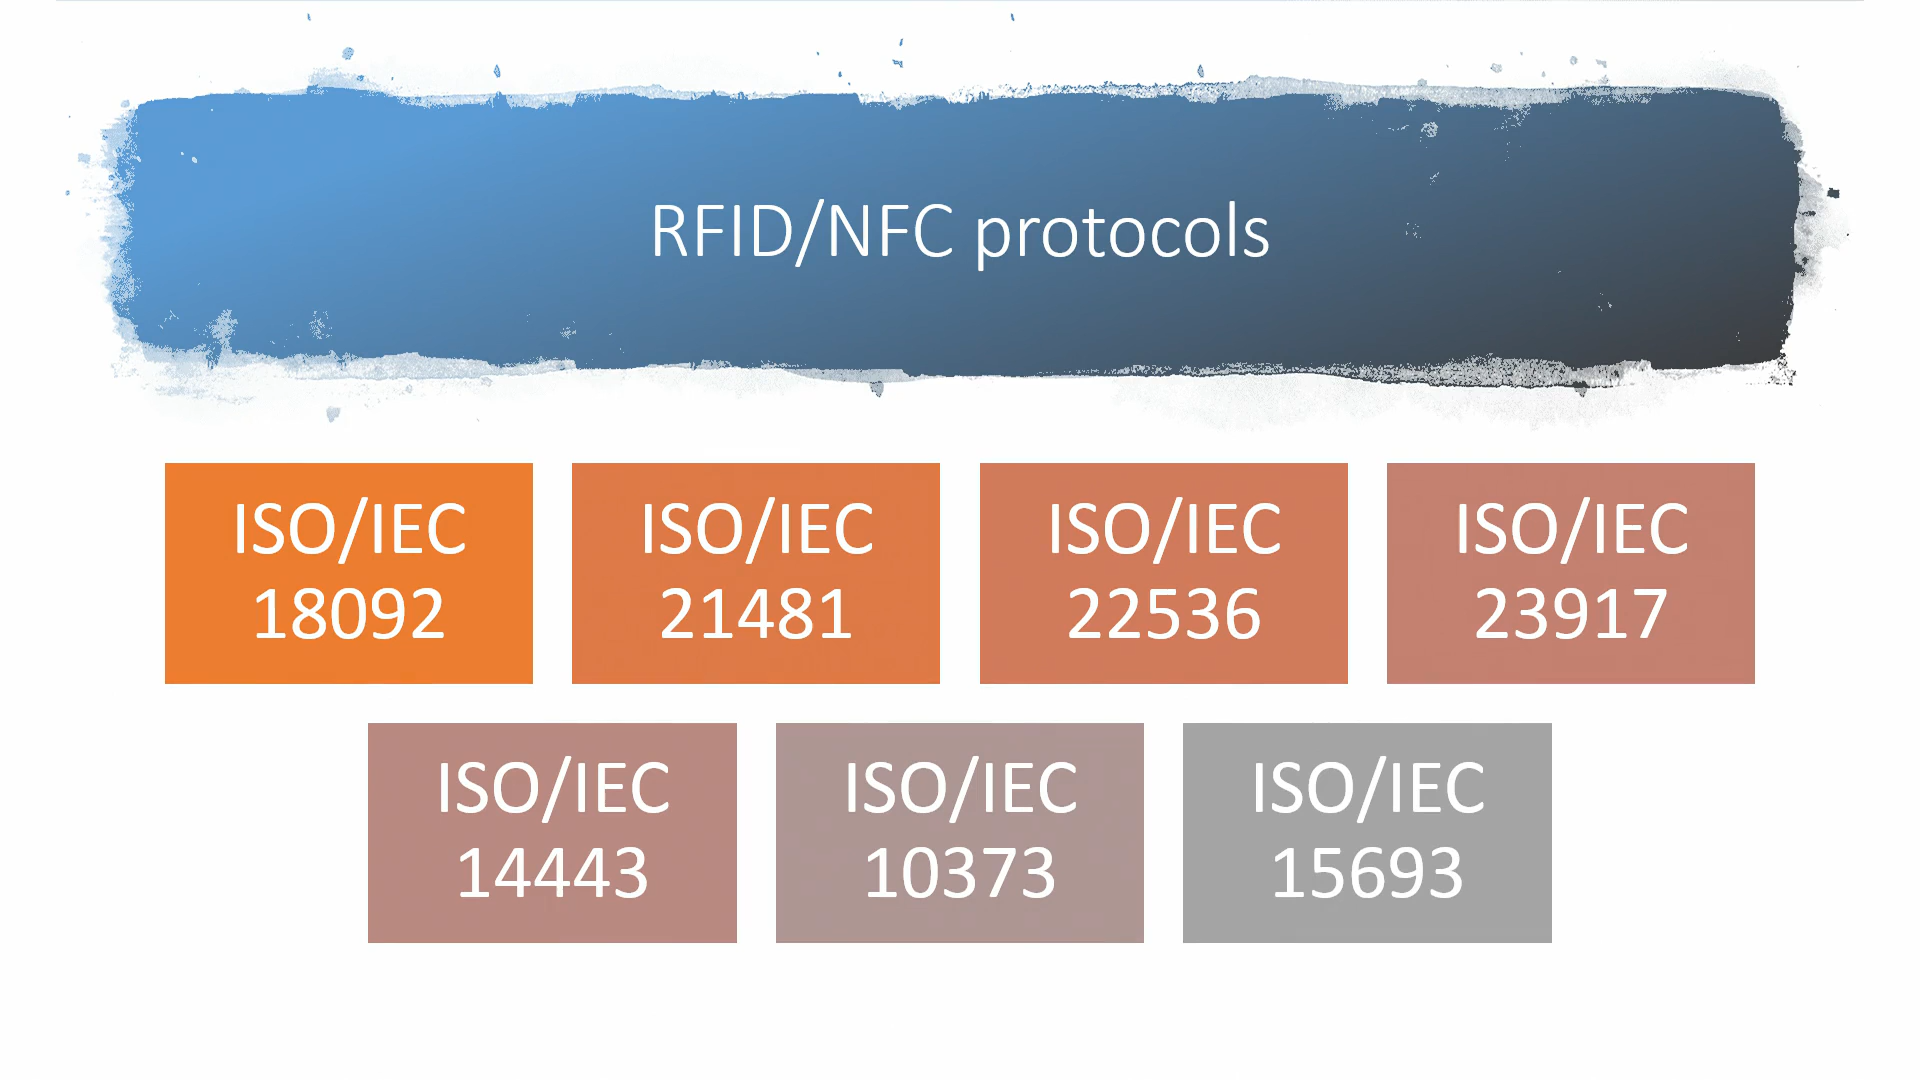 RFID/NFC protocols
ISO/IEC
18092
ISO/IEC
21481
ISO/IEC
22536
ISO/IEC
23917
ISO/IEC
14443
ISO/IEC
10373
ISO/IEC
15693